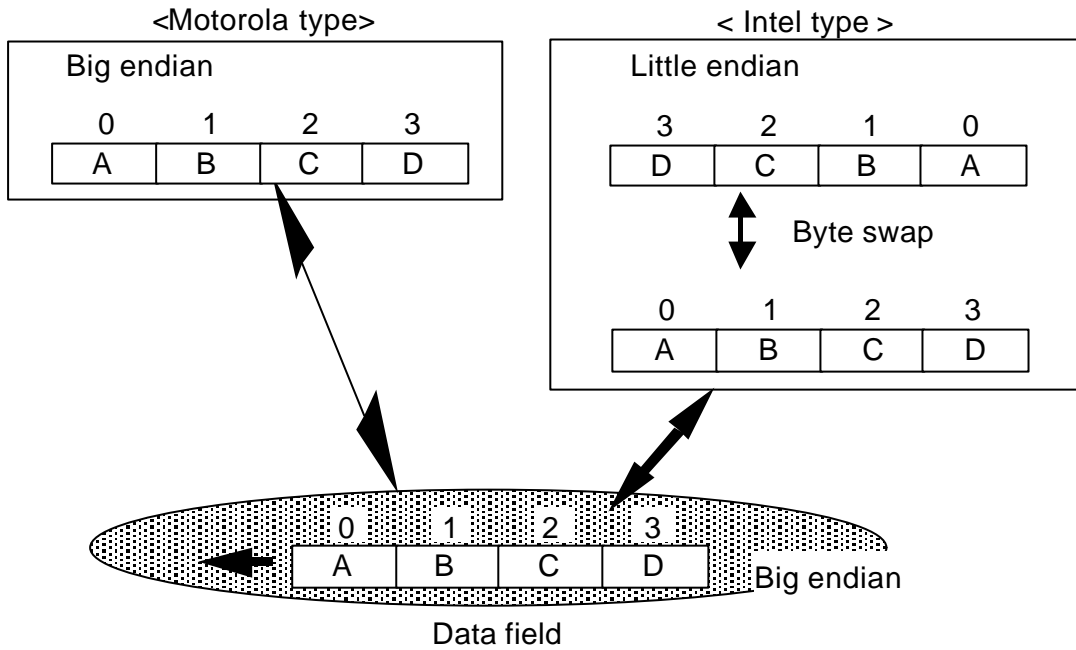 <Motorola type>
Big endian
0 1 2 3
A B C D
< Intel type >
Little endian
3 2 1 0
D C B A
Byte swap
0 1 2 3
A B C D
0 1 2 3
A B C D
Big endian
Data field